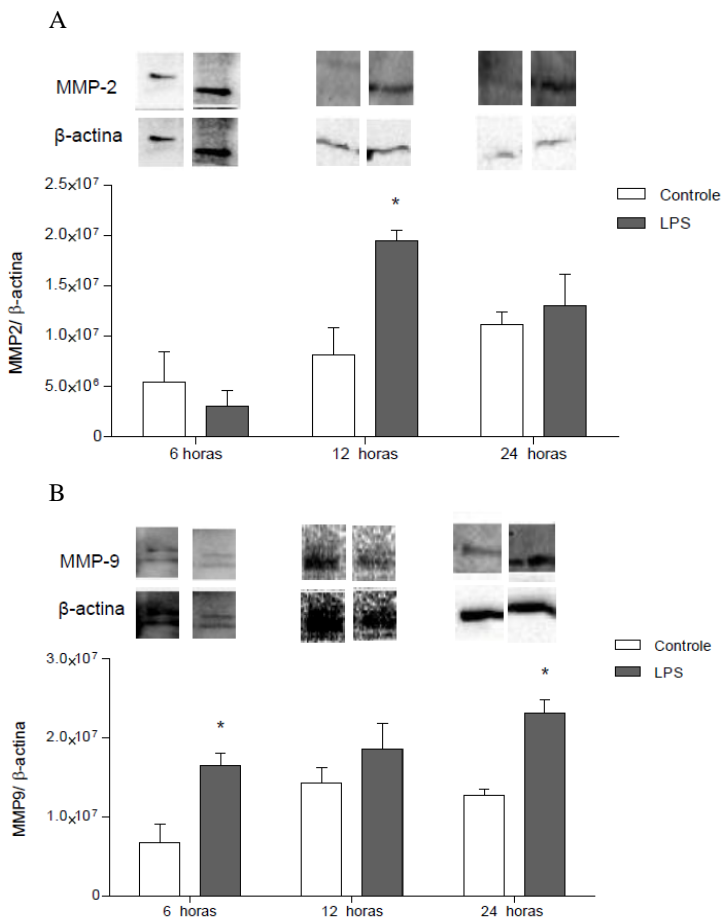 A
MMP-2
β-actina
2.5x10⁷
2.0x10⁷
1.5x10⁷
1.0x10⁷
5.0x10⁶
0
MMP2/ β-actina
*
Controle
LPS
6 horas
12 horas
24 horas
B
MMP-9
β-actina
3.0x10⁷
2.0x10⁷
1.0x10⁷
0
MMP9/ β-actina
*
*
Controle
LPS
6 horas
12 horas
24 horas